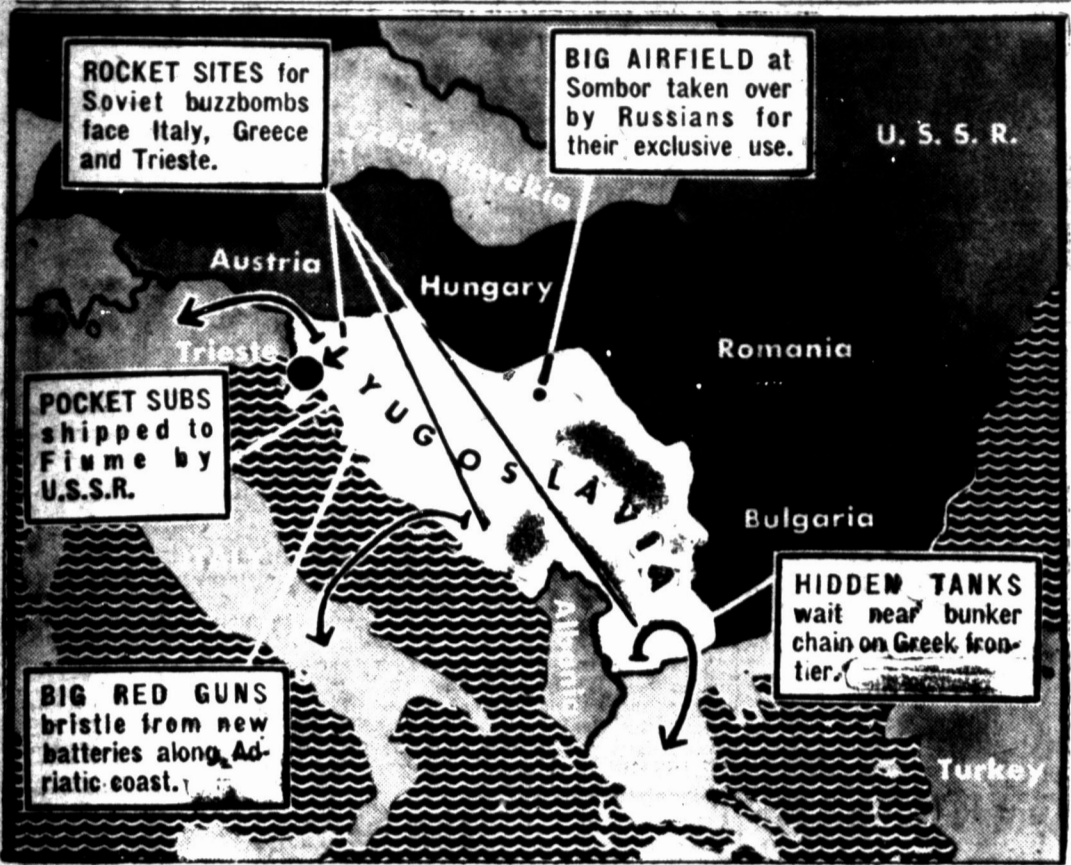 ROCKET SITES for
Soviet buzzbombs
face Italy, Greece
and Trieste.
BIG AIRFIELD at
Sombor taken over
by Russians for
their exclusive use.
U. S. S. R.
Czechoslovakia
Austria
Hungary
Romania
Trieste
YUGOSLAVIA
POCKET SUBS
shipped to
Fiume by
U.S.S.R.
Bulgaria
ITALY
Albania
HIDDEN TANKS
wait near bunker
chain on Greek fron-
tier.
BIG RED GUNS
bristle from new
batteries along Ad-
riatic coast.
Turkey